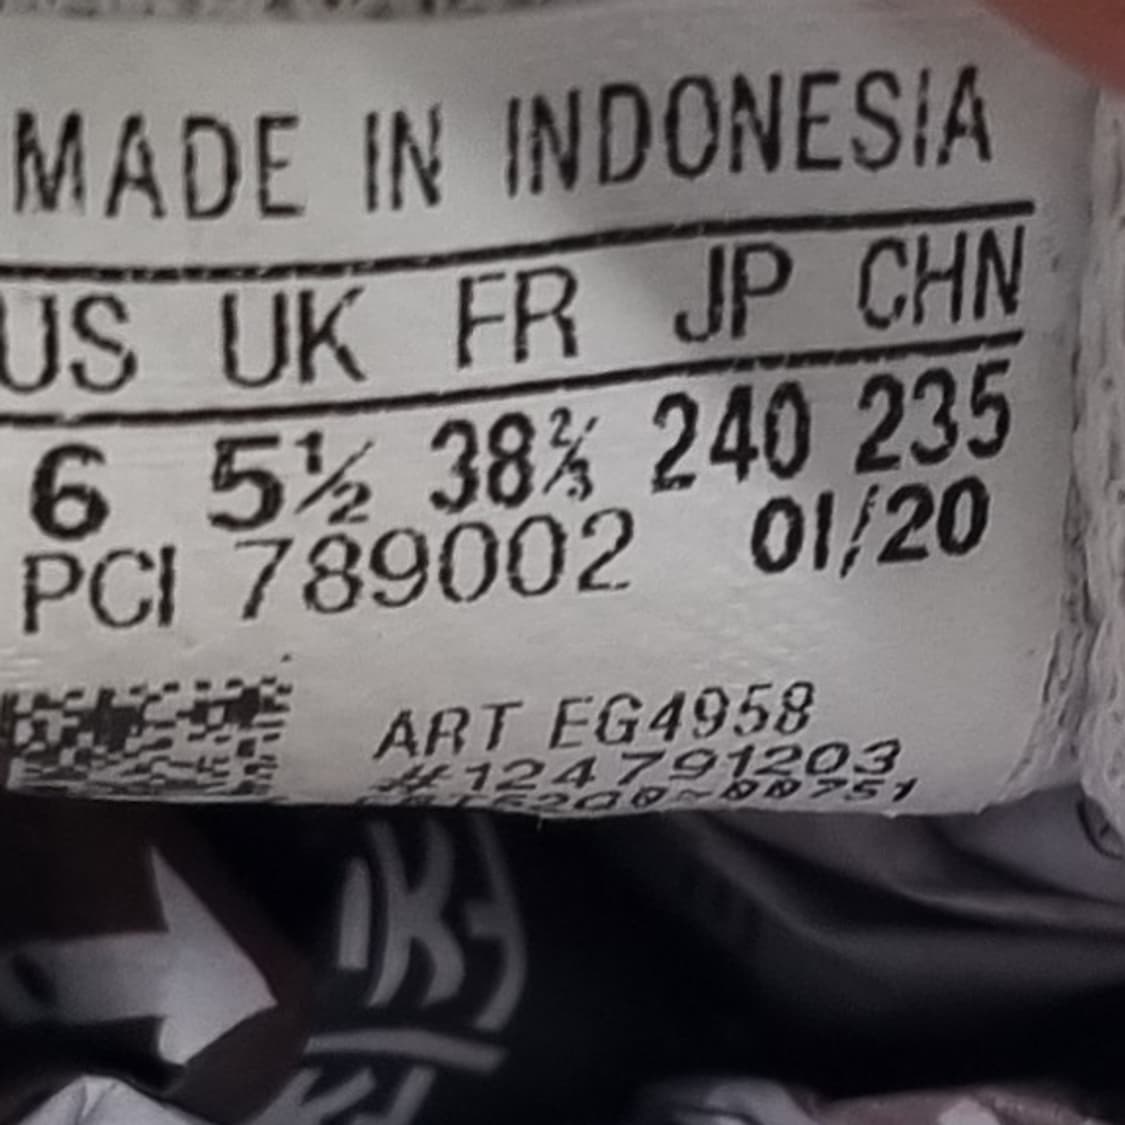 MADE IN INDONESIA
US UK FR JP CHN
6 5½ 38⅔ 240 235
PCI 789002 01/20
ART EG4958
#124791203